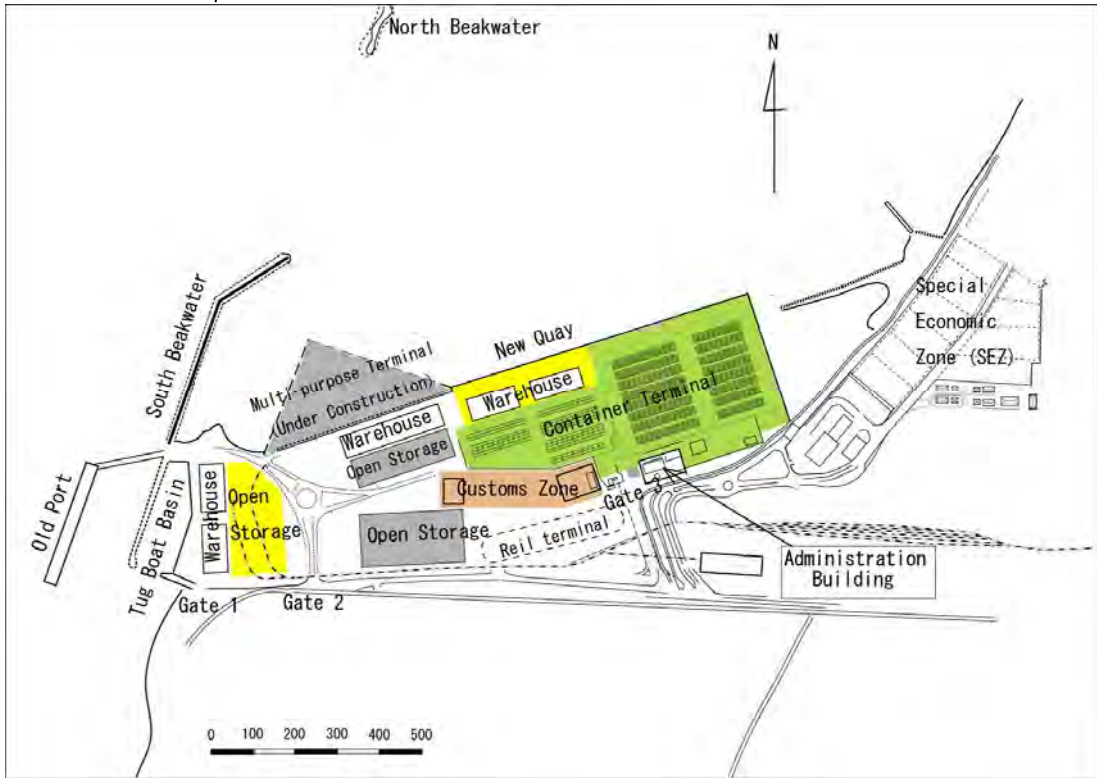 North Beakwater
N
South Beakwater
Special
Economic
Zone (SEZ)
New Quay
Multi-purpose Terminal
(Under Construction)
Warehouse
Container Terminal
Warehouse
Open Storage
Customs Zone
Gate 3
Old Port
Tug Boat Basin
Warehouse
Open
Storage
Open Storage
Reil terminal
Administration
Building
Gate 1
Gate 2
0 100 200 300 400 500